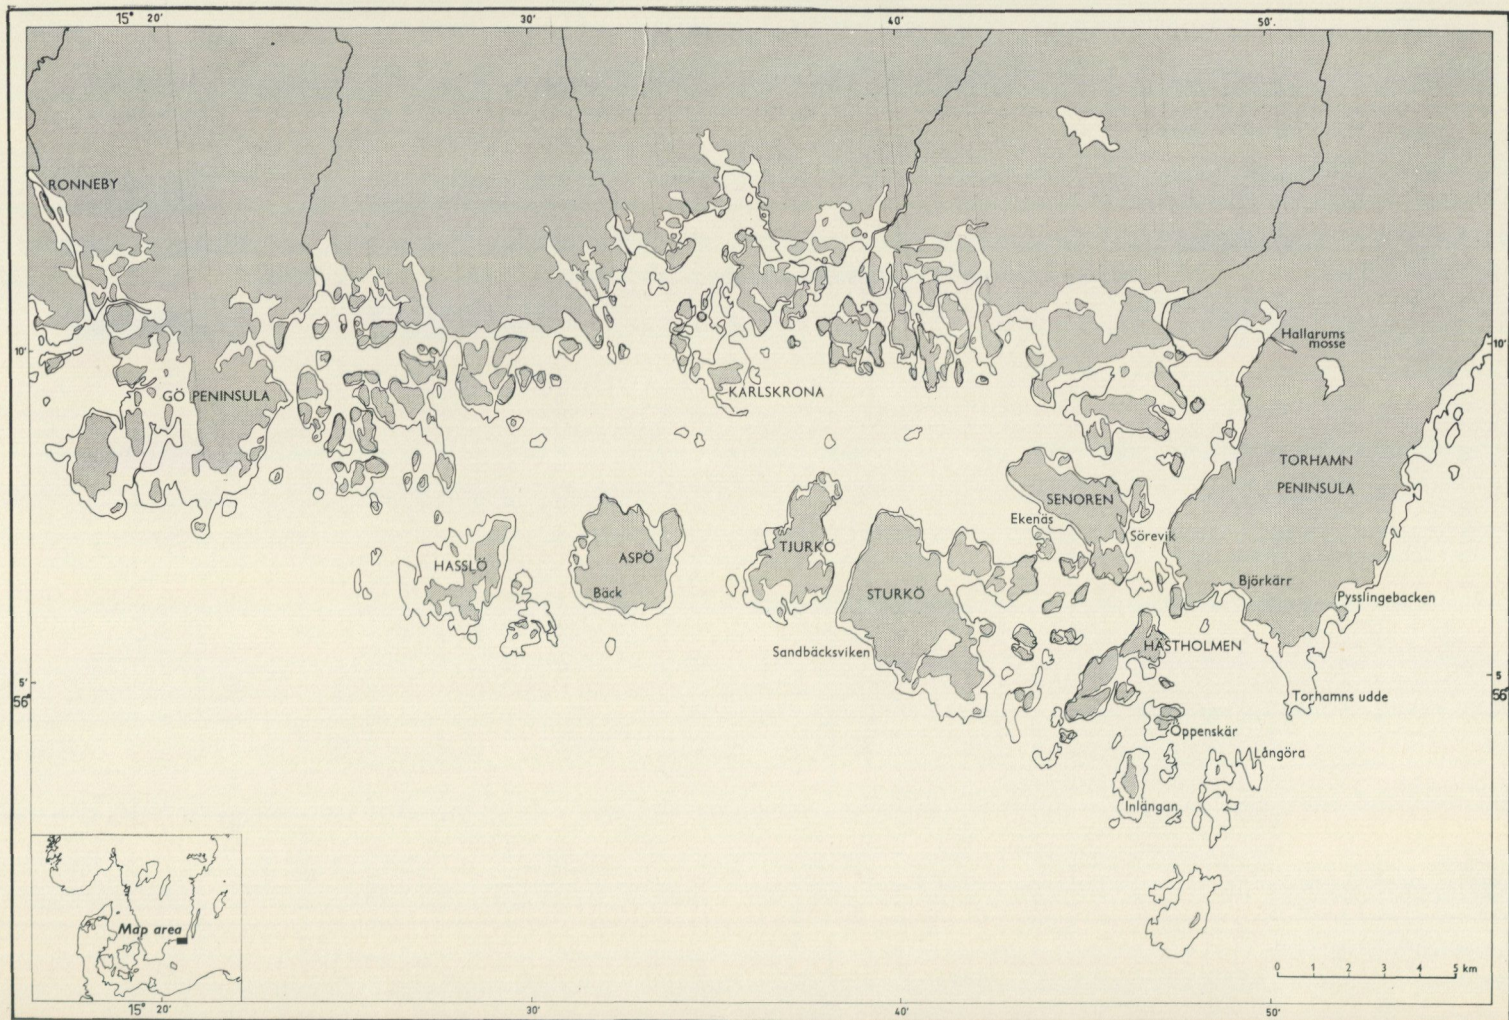 15° 20' 30' 40' 50'
RONNEBY
Hallarums
mosse
10' 10'
GÖ PENINSULA
KARLSKRONA
TORHAMN
PENINSULA
SENOREN
Ekenäs
Sörevik
TJURKÖ
ASPÖ
HASSLÖ
Björkärr
Bäck
STURKÖ
Pysslingebacken
HÄSTHOLMEN
Sandbäcksviken
5' 5
56° 56°
Torhamns udde
Öppenskär
Långöra
Inlängan
Map area
0 1 2 3 4 5 km
15° 20' 30' 40' 50'